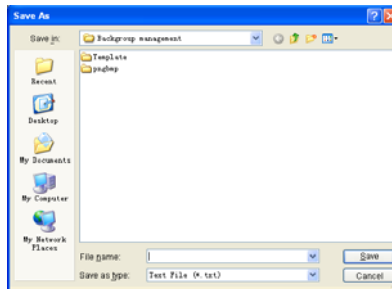 Save As
Save in:
Background management
Template
pngbmp
Recent
Desktop
My Documents
My Computer
My Network
Places
File name:
Save
Save as type:
Text File (*.txt)
Cancel